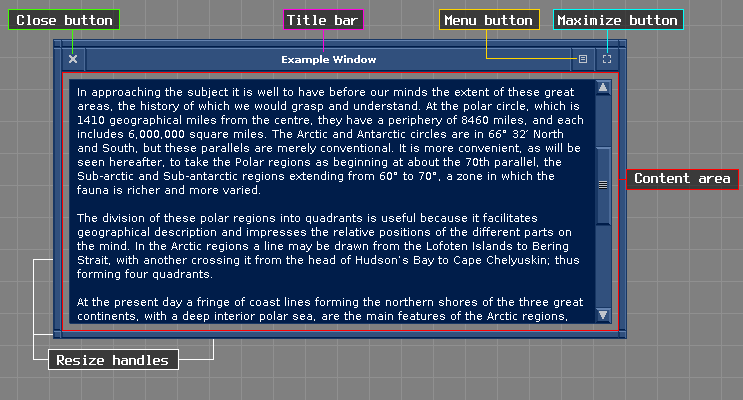 Close button
Title bar
Menu button
Maximize button
Example Window
In approaching the subject it is well to have before our minds the extent of these great
areas, the history of which we would grasp and understand. At the polar circle, which is
1410 geographical miles from the centre, they have a periphery of 8460 miles, and each
includes 6,000,000 square miles. The Arctic and Antarctic circles are in 66° 32′ North
and South, but these parallels are merely conventional. It is more convenient, as will be
seen hereafter, to take the Polar regions as beginning at about the 70th parallel, the
Sub-arctic and Sub-antarctic regions extending from 60° to 70°, a zone in which the
fauna is richer and more varied.
The division of these polar regions into quadrants is useful because it facilitates
geographical description and impresses the relative positions of the different parts on
the mind. In the Arctic regions a line may be drawn from the Lofoten Islands to Bering
Strait, with another crossing it from the head of Hudson's Bay to Cape Chelyuskin; thus
forming four quadrants.
At the present day a fringe of coast lines forming the northern shores of the three great
continents, with a deep interior polar sea, are the main features of the Arctic regions,
Content area
Resize handles